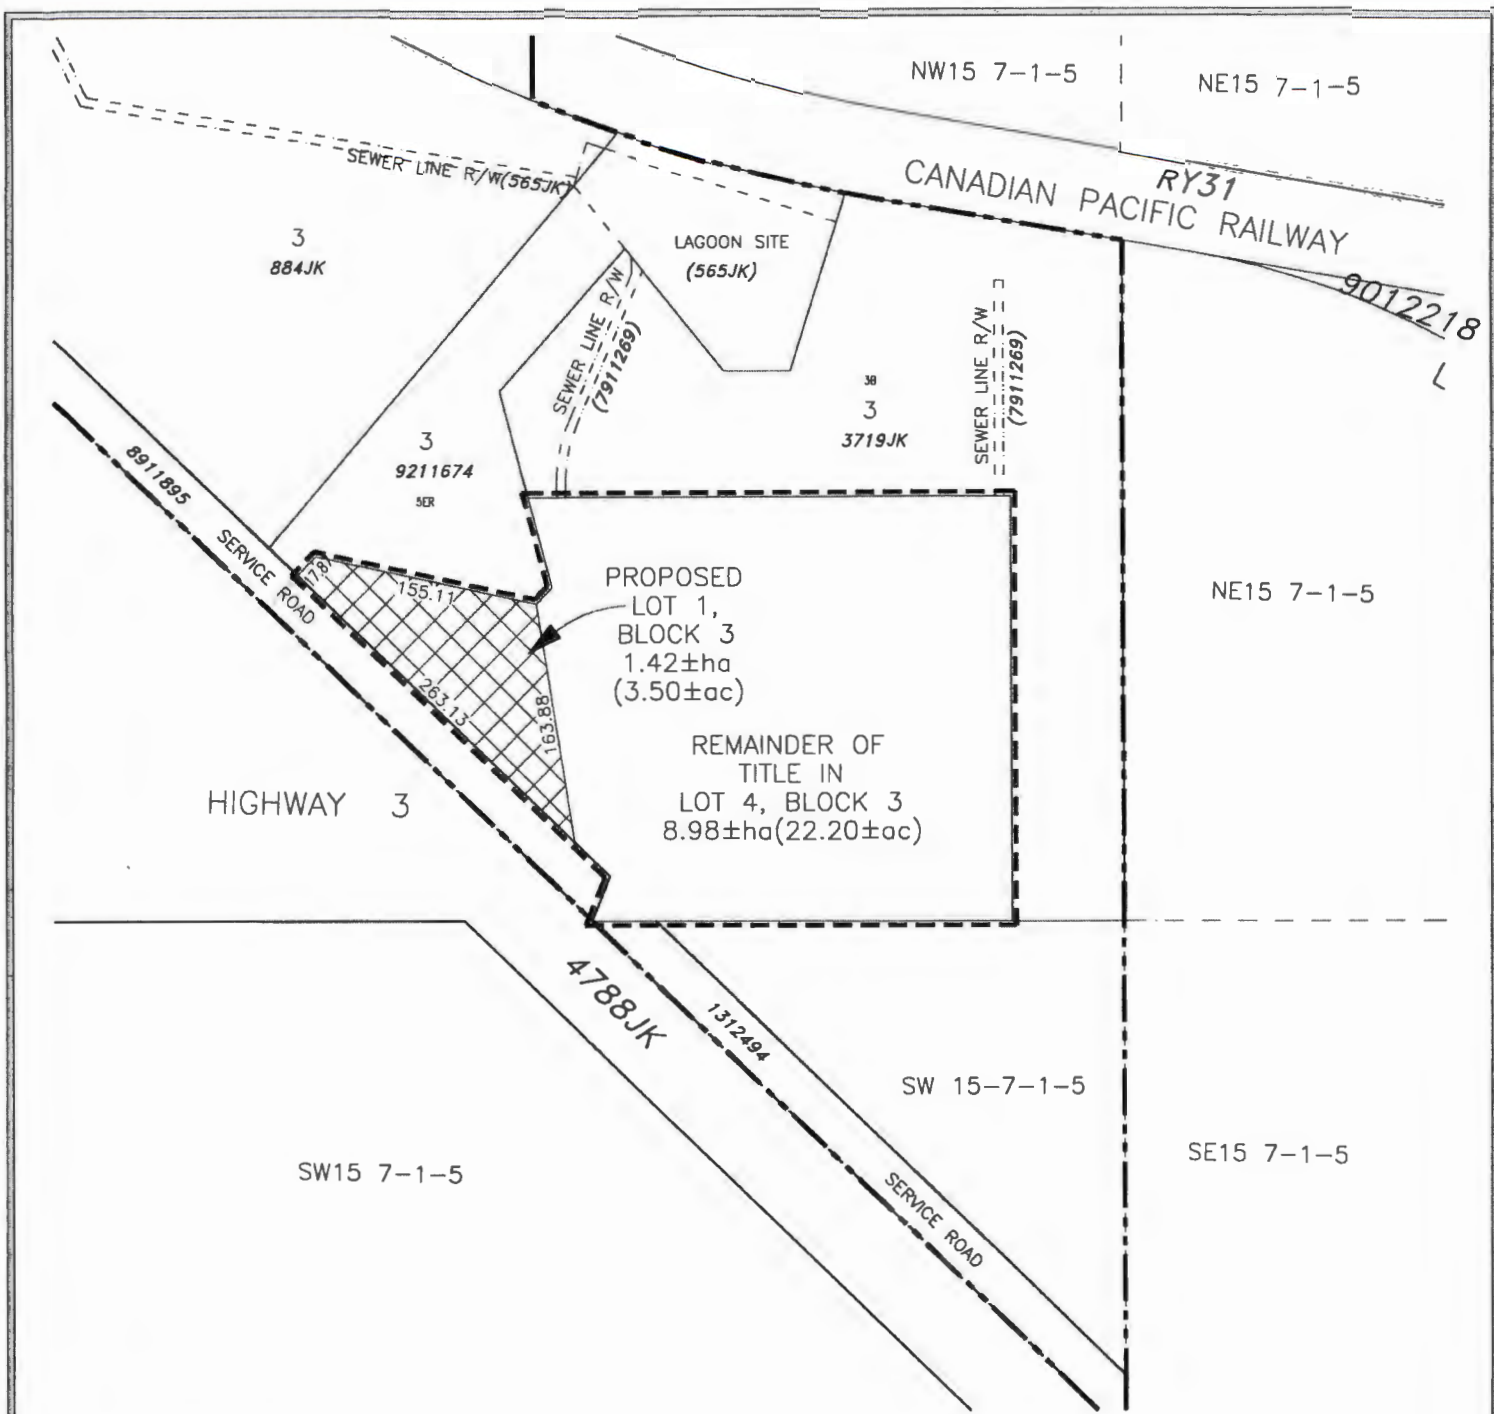 NW15 7-1-5
NE15 7-1-5
SEWER LINE R/W(565JK)
CANADIAN PACIFIC RAILWAY
RY31
3
884JK
LAGOON SITE
(565JK)
9012218
L
SEWER LINE R/W
(7911269)
SEWER LINE R/W
(7911269)
38
3
3719JK
3
9211674
5ER
8911895
SERVICE ROAD
17.8
155.11
263.13
163.88
PROPOSED
LOT 1,
BLOCK 3
1.42±ha
(3.50±ac)
NE15 7-1-5
REMAINDER OF
TITLE IN
LOT 4, BLOCK 3
8.98±ha(22.20±ac)
HIGHWAY 3
4788JK
1312494
SW 15-7-1-5
SW15 7-1-5
SE15 7-1-5
SERVICE ROAD